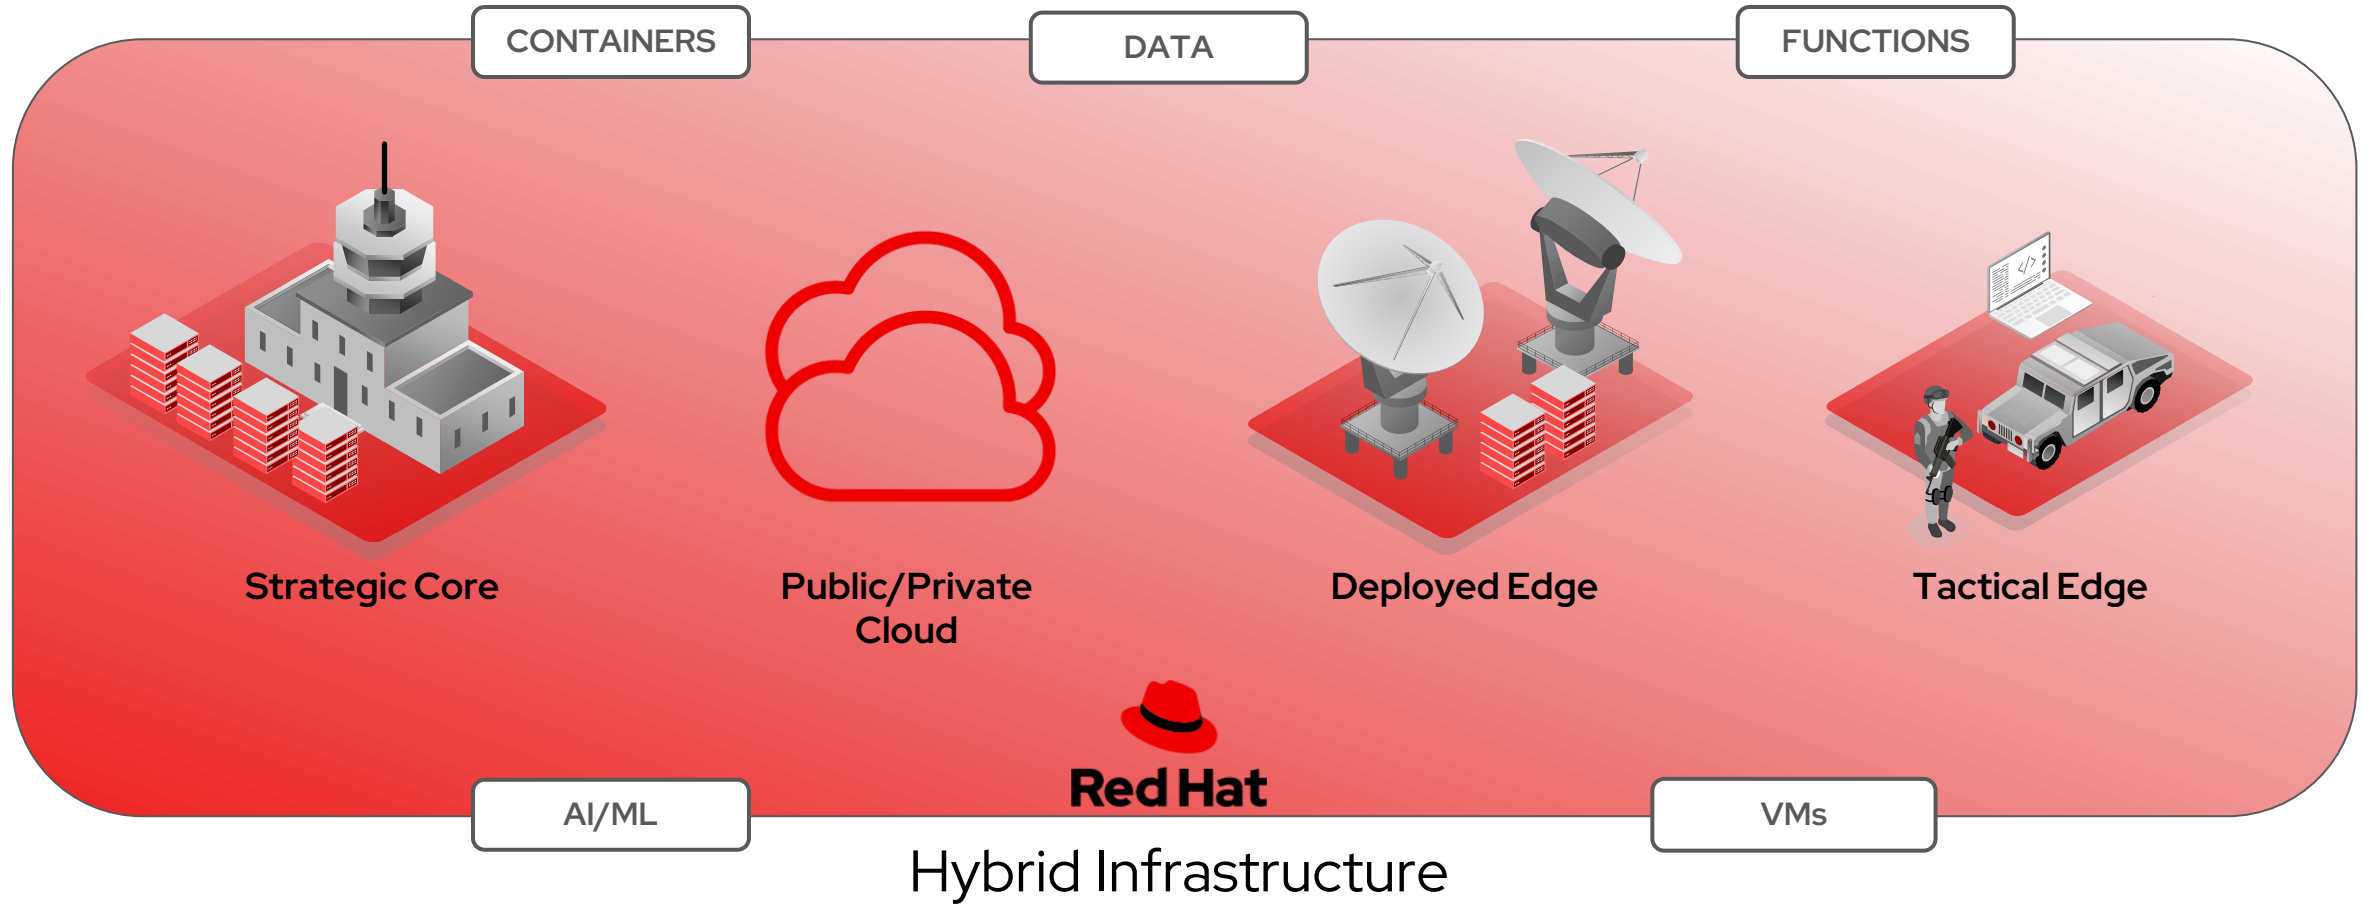 CONTAINERS
DATA
FUNCTIONS
Strategic Core
Public/Private
Cloud
Deployed Edge
Tactical Edge
Red Hat
AI/ML
VMs
Hybrid Infrastructure